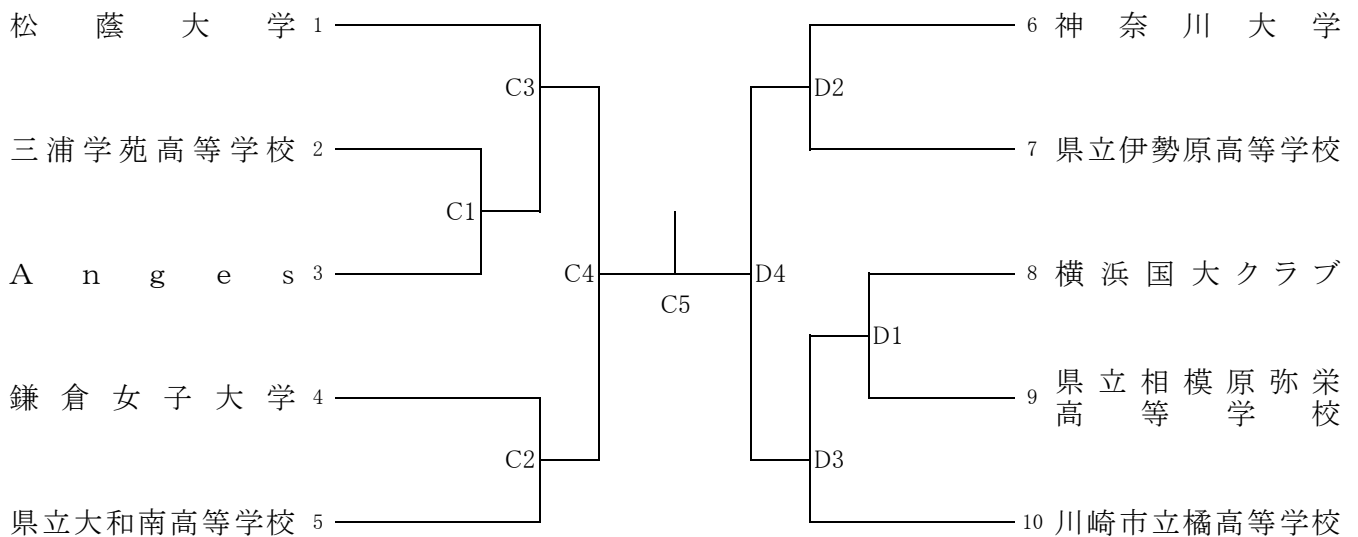 松蔭大学 1
三浦学苑高等学校 2
Anges 3
鎌倉女子大学 4
県立大和南高等学校 5
C3
C1
C2
C4
C5
D4
D2
D1
D3
6 神奈川大学
7 県立伊勢原高等学校
8 横浜国大クラブ
9 県立相模原弥栄
高等学校
10 川崎市立橘高等学校